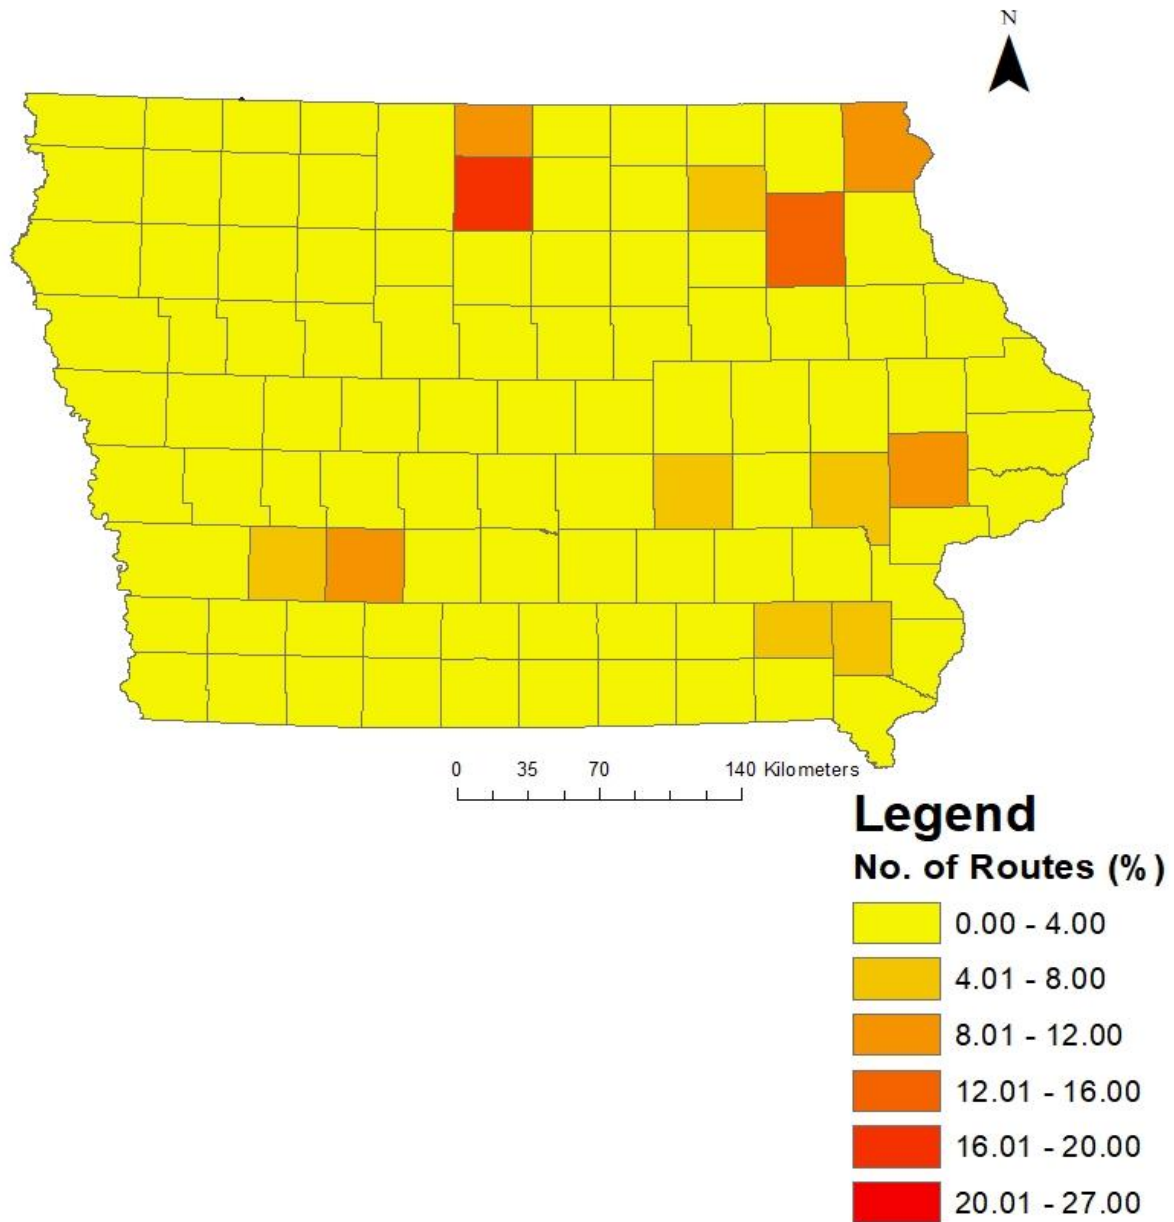 N
0 35 70 140 Kilometers
Legend
No. of Routes (%)
0.00 - 4.00
4.01 - 8.00
8.01 - 12.00
12.01 - 16.00
16.01 - 20.00
20.01 - 27.00